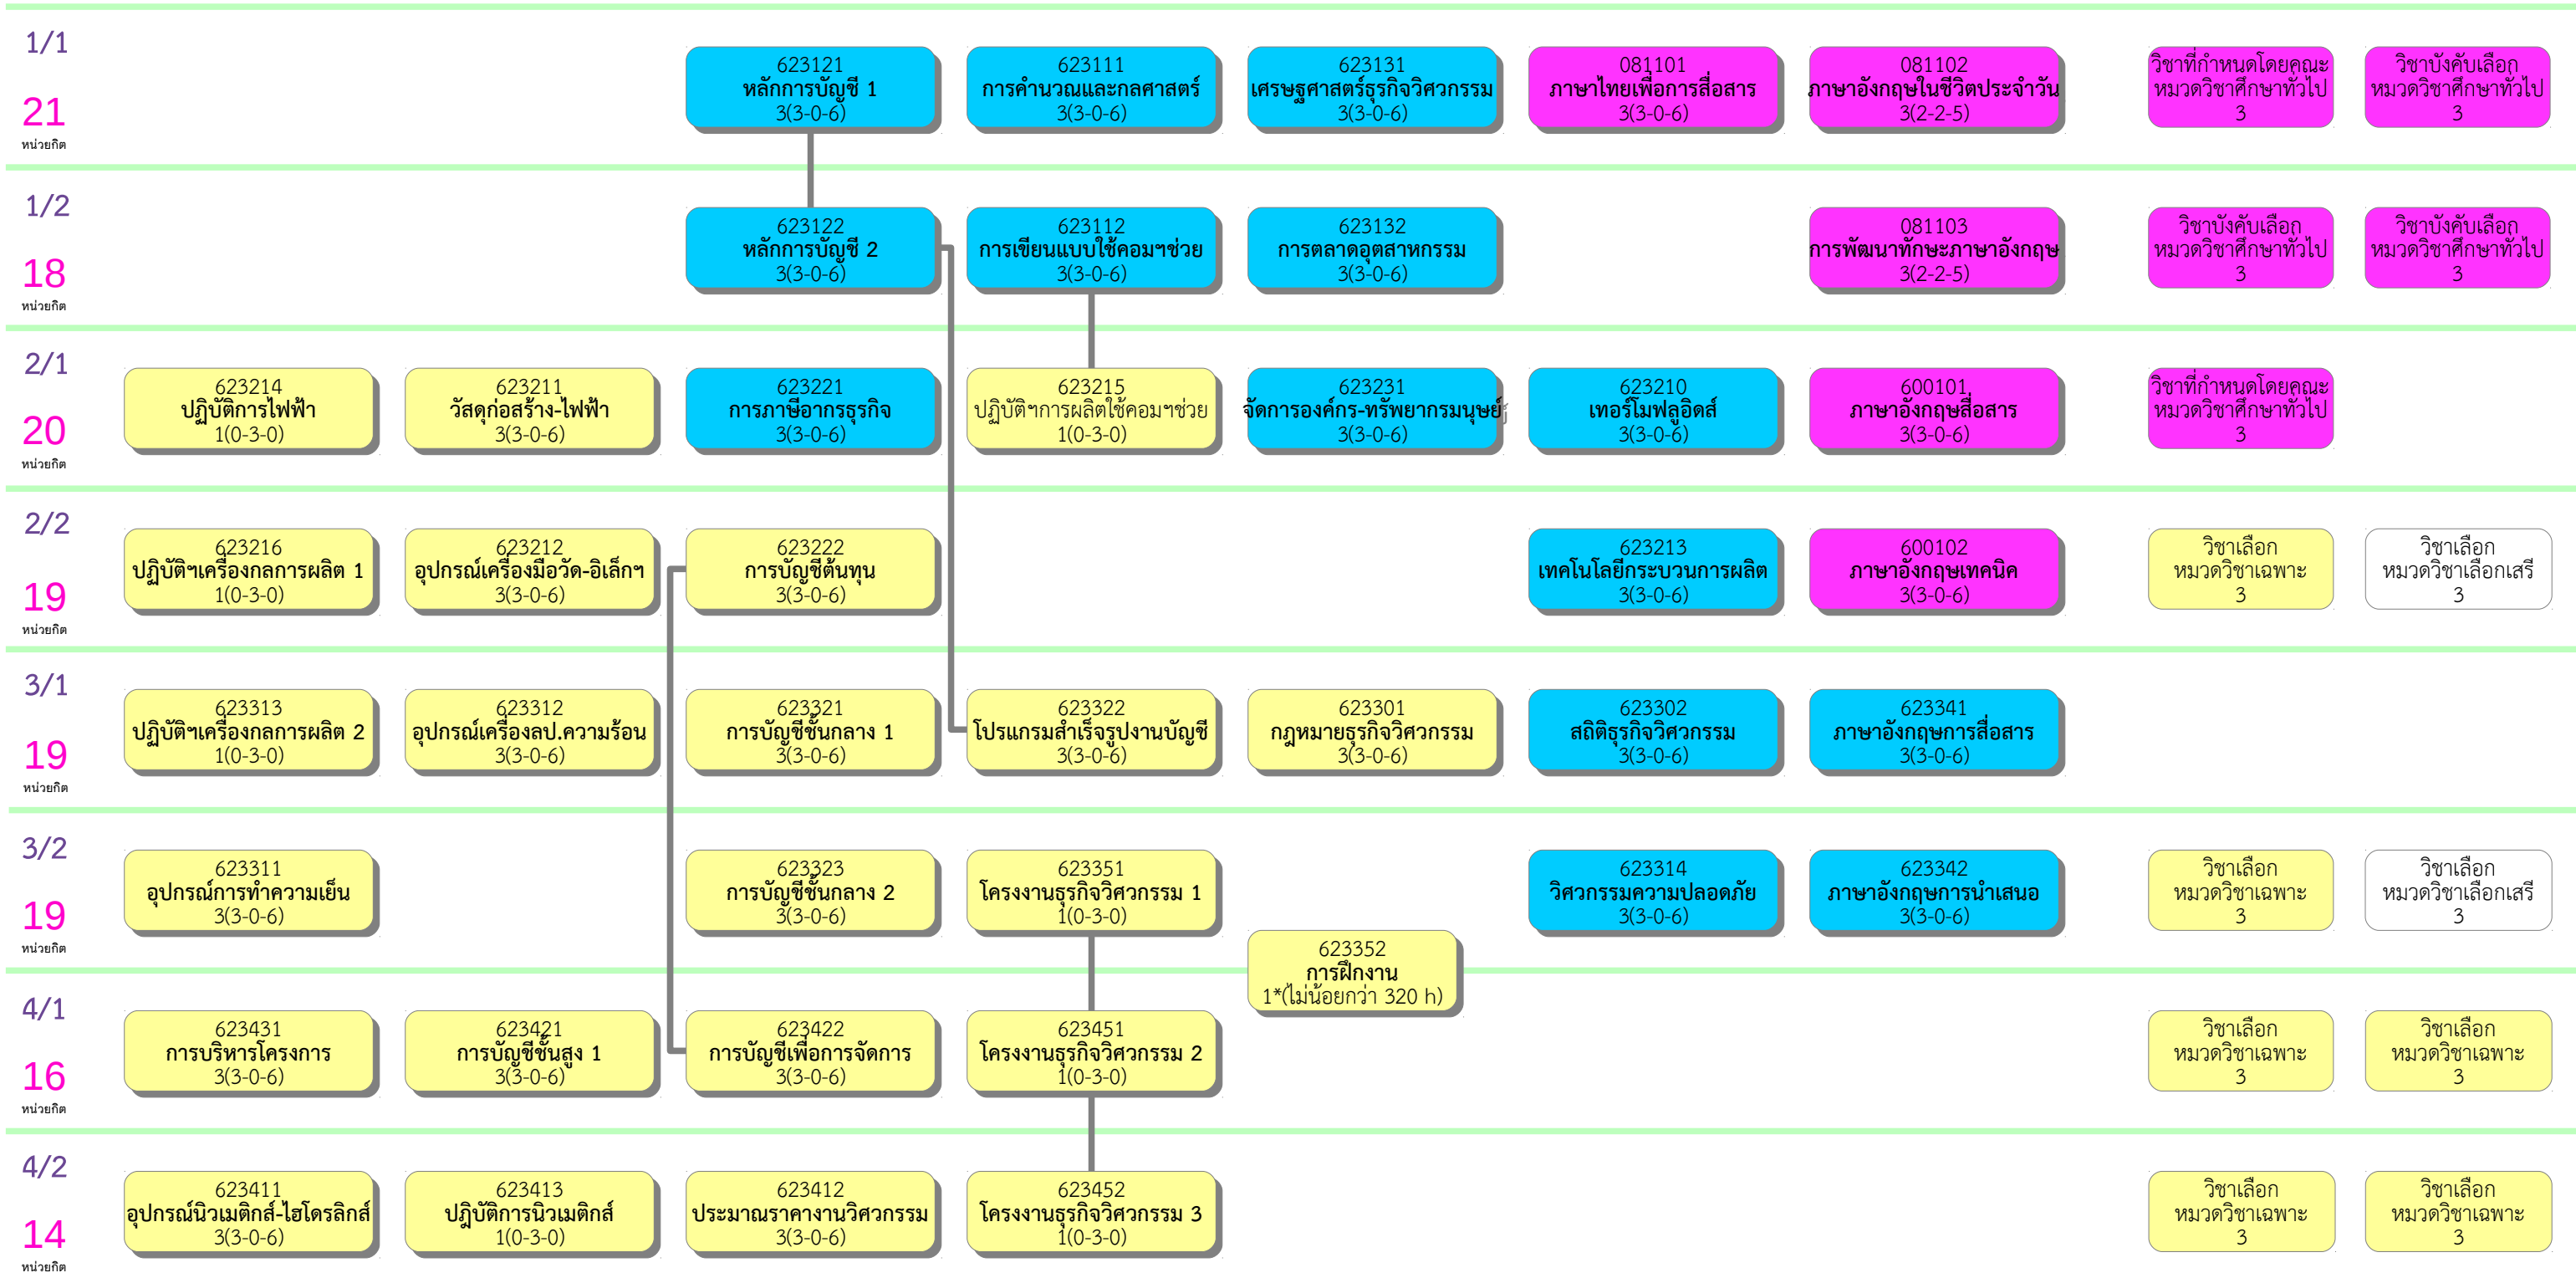 1/1
21
หน่วยกิต
623121
หลักการบัญชี 1
3(3-0-6)
623111
การคำนวณและกลศาสตร์
3(3-0-6)
623131
เศรษฐศาสตร์ธุรกิจวิศวกรรม
3(3-0-6)
081101
ภาษาไทยเพื่อการสื่อสาร
3(3-0-6)
081102
ภาษาอังกฤษในชีวิตประจำวัน
3(2-2-5)
วิชาที่กำหนดโดยคณะ
หมวดวิชาศึกษาทั่วไป
3
วิชาบังคับเลือก
หมวดวิชาศึกษาทั่วไป
3
1/2
18
หน่วยกิต
623122
หลักการบัญชี 2
3(3-0-6)
623112
การเขียนแบบใช้คอมฯช่วย
3(3-0-6)
623132
การตลาดอุตสาหกรรม
3(3-0-6)
081103
การพัฒนาทักษะภาษาอังกฤษ
3(2-2-5)
วิชาบังคับเลือก
หมวดวิชาศึกษาทั่วไป
3
วิชาบังคับเลือก
หมวดวิชาศึกษาทั่วไป
3
2/1
20
หน่วยกิต
623214
ปฏิบัติการไฟฟ้า
1(0-3-0)
623211
วัสดุก่อสร้าง-ไฟฟ้า
3(3-0-6)
623221
การภาษีอากรธุรกิจ
3(3-0-6)
623215
ปฏิบัติฯการผลิตใช้คอมฯช่วย
1(0-3-0)
623231
จัดการองค์กร-ทรัพยากรมนุษย์
3(3-0-6)
623210
เทอร์โมฟลูอิดส์
3(3-0-6)
600101
ภาษาอังกฤษสื่อสาร
3(3-0-6)
วิชาที่กำหนดโดยคณะ
หมวดวิชาศึกษาทั่วไป
3
2/2
19
หน่วยกิต
623216
ปฏิบัติฯเครื่องกลการผลิต 1
1(0-3-0)
623212
อุปกรณ์เครื่องมือวัด-อิเล็กฯ
3(3-0-6)
623222
การบัญชีต้นทุน
3(3-0-6)
623213
เทคโนโลยีกระบวนการผลิต
3(3-0-6)
600102
ภาษาอังกฤษเทคนิค
3(3-0-6)
วิชาเลือก
หมวดวิชาเฉพาะ
3
วิชาเลือก
หมวดวิชาเลือกเสรี
3
3/1
19
หน่วยกิต
623313
ปฏิบัติฯเครื่องกลการผลิต 2
1(0-3-0)
623312
อุปกรณ์เครื่องลป.ความร้อน
3(3-0-6)
623321
การบัญชีชั้นกลาง 1
3(3-0-6)
623322
โปรแกรมสำเร็จรูปงานบัญชี
3(3-0-6)
623301
กฎหมายธุรกิจวิศวกรรม
3(3-0-6)
623302
สถิติธุรกิจวิศวกรรม
3(3-0-6)
623341
ภาษาอังกฤษการสื่อสาร
3(3-0-6)
3/2
19
หน่วยกิต
623311
อุปกรณ์การทำความเย็น
3(3-0-6)
623323
การบัญชีชั้นกลาง 2
3(3-0-6)
623351
โครงงานธุรกิจวิศวกรรม 1
1(0-3-0)
623314
วิศวกรรมความปลอดภัย
3(3-0-6)
623342
ภาษาอังกฤษการนำเสนอ
3(3-0-6)
วิชาเลือก
หมวดวิชาเฉพาะ
3
วิชาเลือก
หมวดวิชาเลือกเสรี
3
623352
การฝึกงาน
1*(ไม่น้อยกว่า 320 h)
4/1
16
หน่วยกิต
623431
การบริหารโครงการ
3(3-0-6)
623421
การบัญชีชั้นสูง 1
3(3-0-6)
623422
การบัญชีเพื่อการจัดการ
3(3-0-6)
623451
โครงงานธุรกิจวิศวกรรม 2
1(0-3-0)
วิชาเลือก
หมวดวิชาเฉพาะ
3
วิชาเลือก
หมวดวิชาเฉพาะ
3
4/2
14
หน่วยกิต
623411
อุปกรณ์นิวเมติกส์-ไฮโดรลิกส์
3(3-0-6)
623413
ปฎิบัติการนิวเมติกส์
1(0-3-0)
623412
ประมาณราคางานวิศวกรรม
3(3-0-6)
623452
โครงงานธุรกิจวิศวกรรม 3
1(0-3-0)
วิชาเลือก
หมวดวิชาเฉพาะ
3
วิชาเลือก
หมวดวิชาเฉพาะ
3